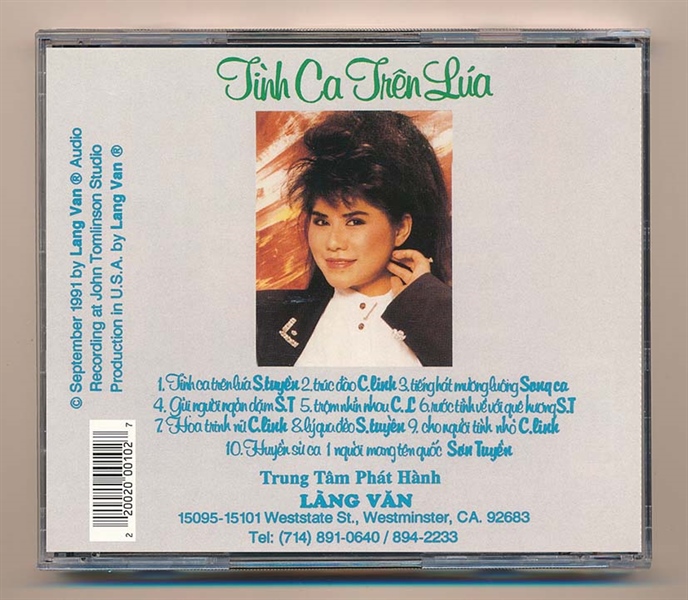 Tình Ca Trên Lúa
© September 1991 by Lang Van ® Audio
Recording at John Tomlinson Studio
Production in U.S.A. by Lang Van ®
1. Tình ca trên lúa S.tuyền 2. trúc đào C.linh 3. tiếng hát mường luông Song ca
4. Gửi người ngàn dặm S.T 5. trộm nhìn nhau C.L 6. rước tình về với quê hương S.T
7. Hoa trinh nữ C.linh 8. lý quạ đèo S.tuyền 9. cho người tình nhỏ C.linh
10. Huyền sử ca 1 người mang tên quốc Sơn Tuyền
Trung Tâm Phát Hành
LÀNG VĂN
15095-15101 Weststate St., Westminster, CA. 92683
Tel: (714) 891-0640 / 894-2233
2 20020 00102 7